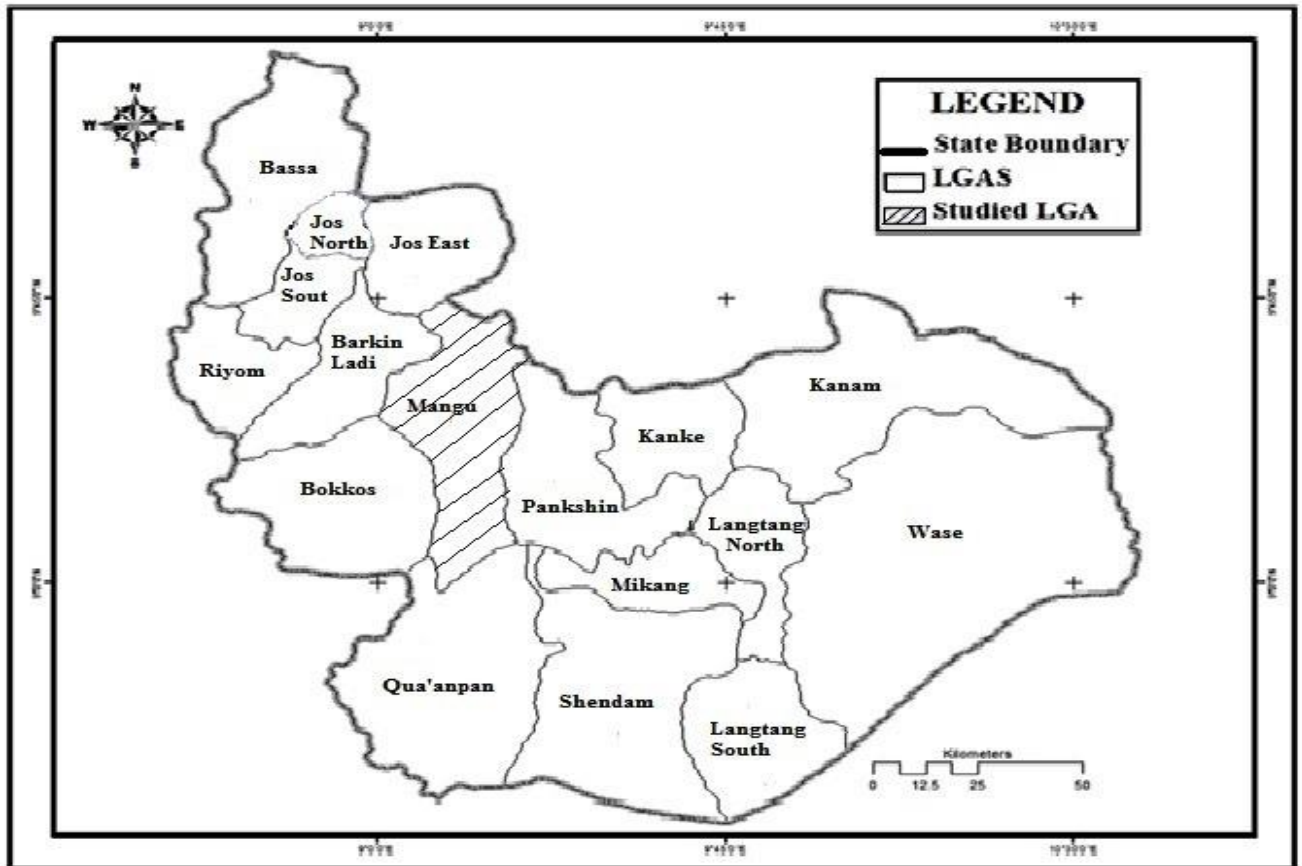 N
W
E
LEGEND
State Boundary
LGAS
Studied LGA
Bassa
Jos
North
Jos East
Jos
Sout
Barkin
Ladi
Riyom
Mangu
Kanam
Kanke
Bokkos
Pankshin
Langtang
North
Wase
Mikang
Qua'anpan
Shendam
Langtang
South
Kilometers
0 12.5 25 50